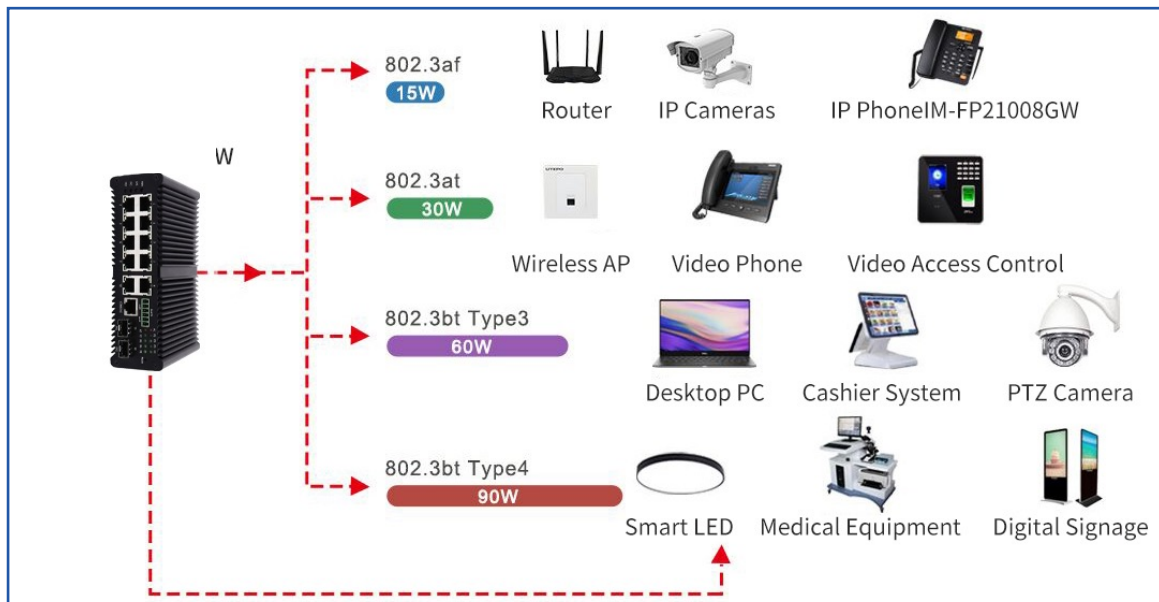 802.3af
15W
Router
IP Cameras
IP PhoneIM-FP21008GW
W
802.3at
30W
UTEPO
Wireless AP
Video Phone
Video Access Control
802.3bt Type3
60W
Desktop PC
Cashier System
PTZ Camera
802.3bt Type4
90W
Smart LED
Medical Equipment
Digital Signage